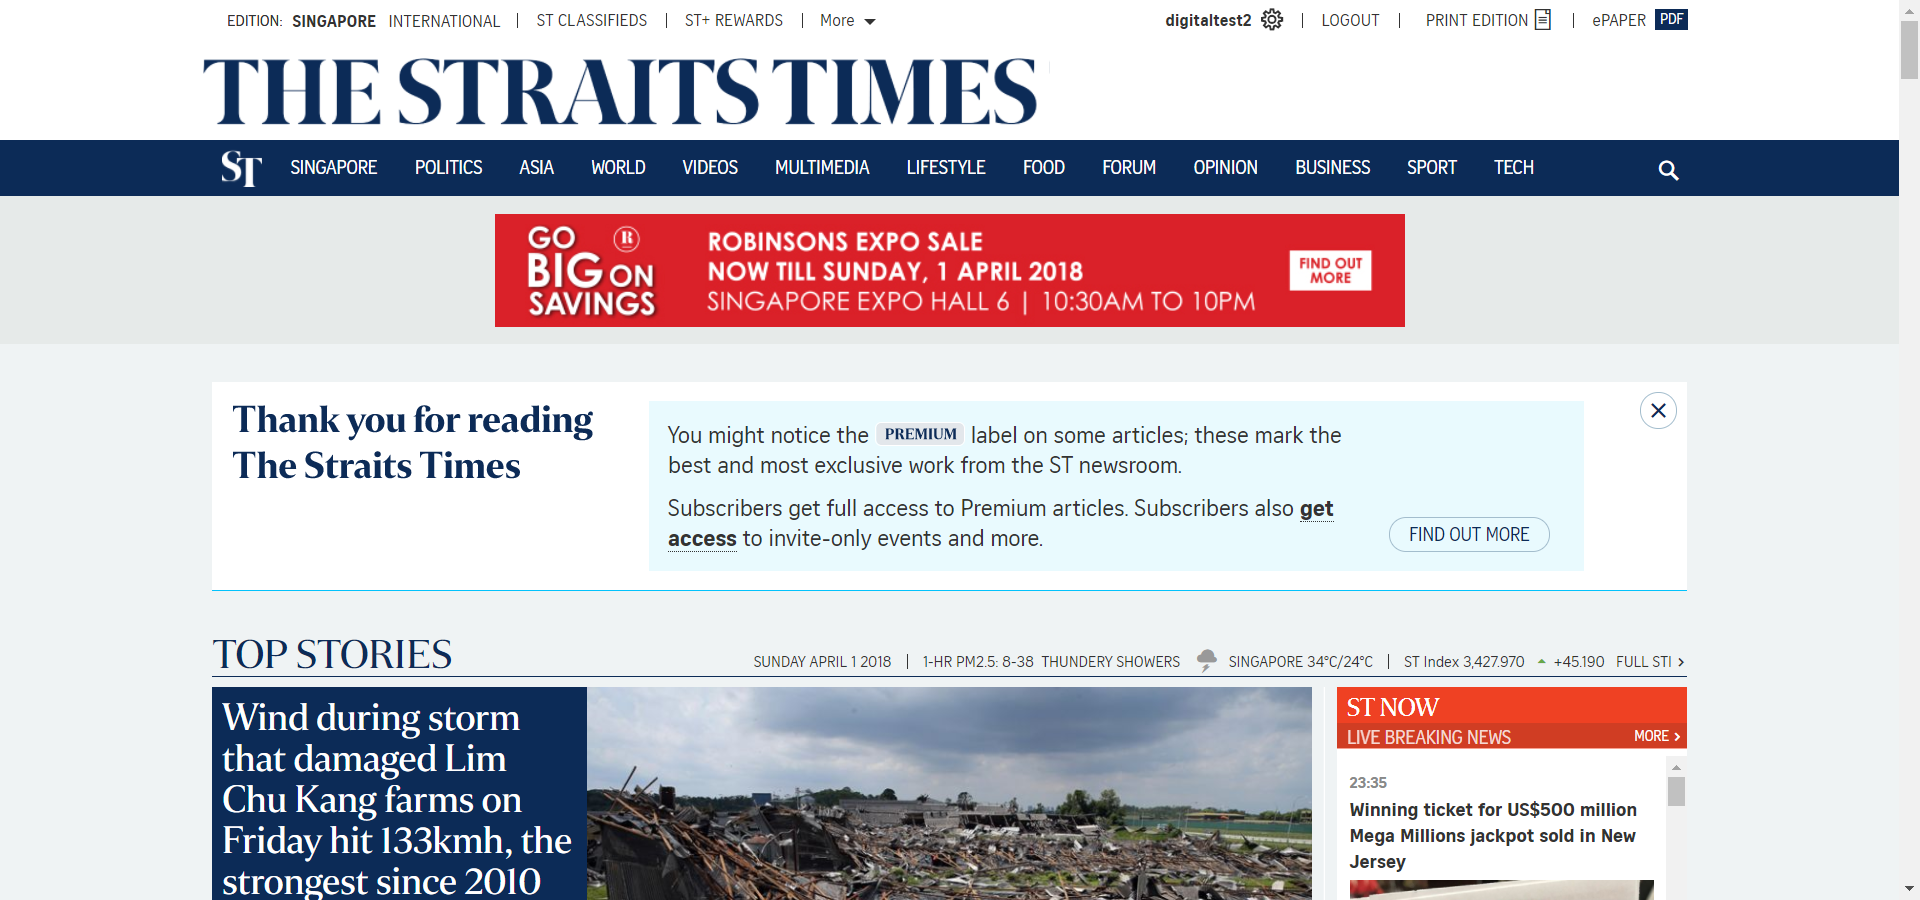 EDITION: SINGAPORE INTERNATIONAL | ST CLASSIFIEDS | ST+ REWARDS | More
digitaltest2 | LOGOUT | PRINT EDITION | ePAPER PDF
THE STRAITS TIMES
ST SINGAPORE POLITICS ASIA WORLD VIDEOS MULTIMEDIA LIFESTYLE FOOD FORUM OPINION BUSINESS SPORT TECH
GO R
BIG ON
SAVINGS
ROBINSONS EXPO SALE
NOW TILL SUNDAY, 1 APRIL 2018
SINGAPORE EXPO HALL 6 | 10:30AM TO 10PM
FIND OUT
MORE
Thank you for reading
The Straits Times
You might notice the PREMIUM label on some articles; these mark the
best and most exclusive work from the ST newsroom.
Subscribers get full access to Premium articles. Subscribers also get
access to invite-only events and more.
FIND OUT MORE
TOP STORIES
SUNDAY APRIL 1 2018 | 1-HR PM2.5: 8-38 THUNDERY SHOWERS SINGAPORE 34°C/24°C | ST Index 3,427.970 +45.190 FULL STI >
Wind during storm
that damaged Lim
Chu Kang farms on
Friday hit 133kmh, the
strongest since 2010
ST NOW
LIVE BREAKING NEWS MORE >
23:35
Winning ticket for US$500 million
Mega Millions jackpot sold in New
Jersey